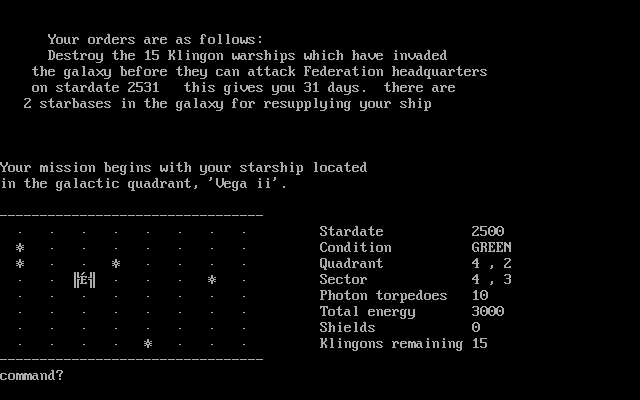 Your orders are as follows:
Destroy the 15 Klingon warships which have invaded
the galaxy before they can attack Federation headquarters
on stardate 2531   this gives you 31 days.  there are
2 starbases in the galaxy for resupplying your ship
Your mission begins with your starship located
in the galactic quadrant, 'Vega ii'.
---------------------------------
. . . . . . . . Stardate 2500
* . . . . . . . Condition GREEN
* . . * . . . . Quadrant 4 , 2
. . ╠É╣ . . . * . Sector 4 , 3
. . . . . . . . Photon torpedoes 10
. . . . . . . . Total energy 3000
. . . . . . . . Shields 0
. . . . * . . . Klingons remaining 15
---------------------------------
command?